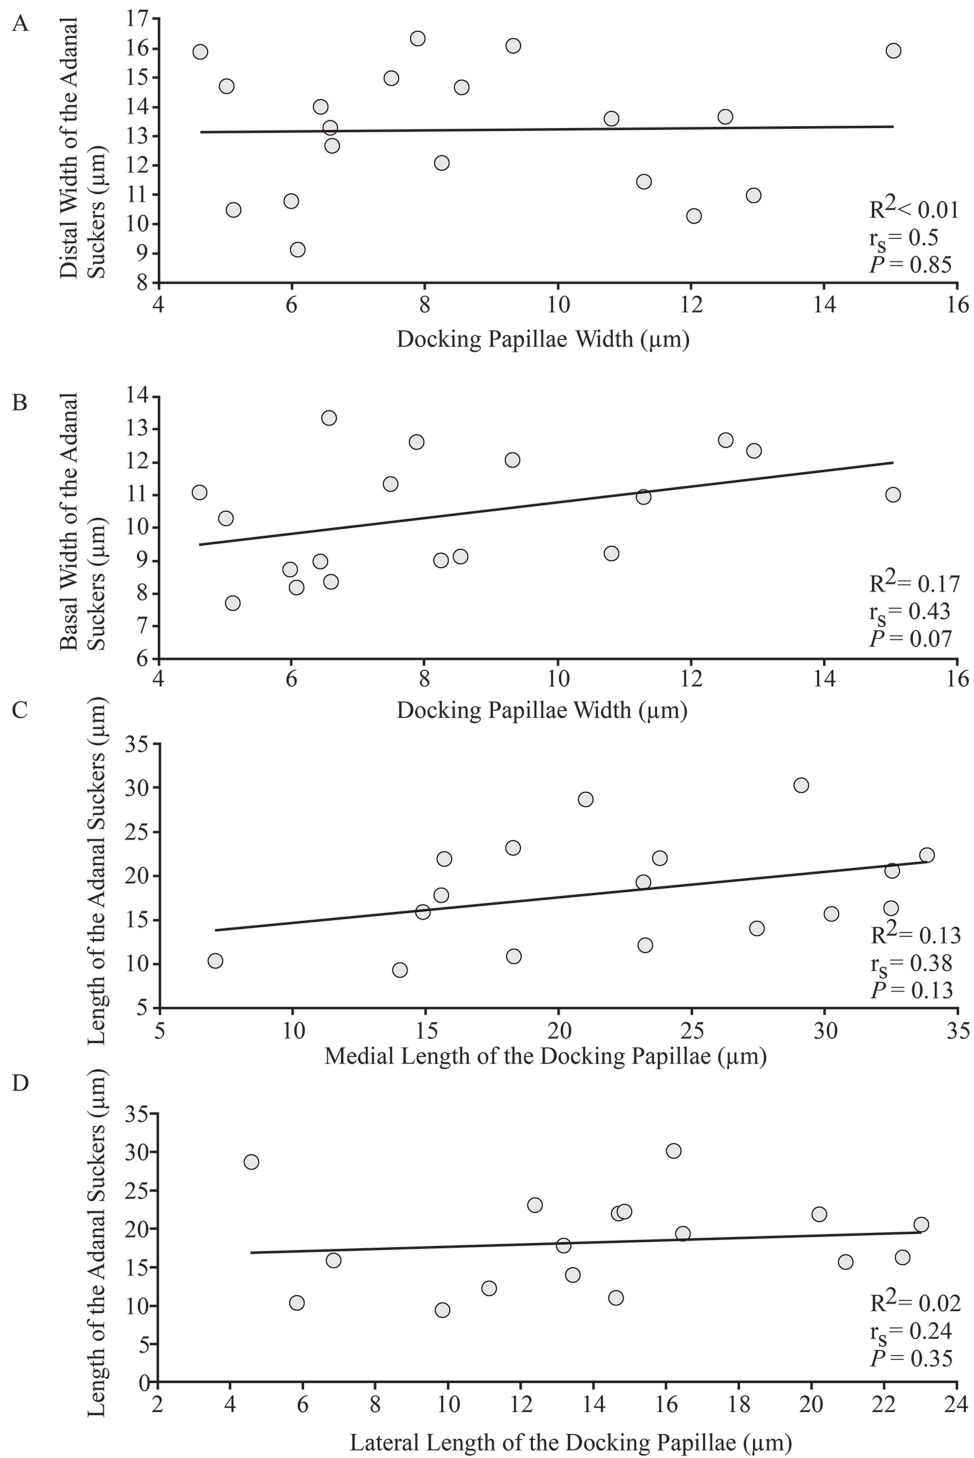 A
Distal Width of the Adanal
Suckers (µm)
17
16
15
14
13
12
11
10
9
8
R2< 0.01
rs= 0.5
P = 0.85
4 6 8 10 12 14 16
Docking Papillae Width (µm)
B
Basal Width of the Adanal
Suckers (µm)
14
13
12
11
10
9
8
7
6
R2= 0.17
rs= 0.43
P = 0.07
4 6 8 10 12 14 16
Docking Papillae Width (µm)
C
Length of the Adanal Suckers (µm)
35
30
25
20
15
10
5
R2= 0.13
rs= 0.38
P = 0.13
5 10 15 20 25 30 35
Medial Length of the Docking Papillae (µm)
D
Length of the Adanal Suckers (µm)
35
30
25
20
15
10
5
0
R2= 0.02
rs= 0.24
P = 0.35
2 4 6 8 10 12 14 16 18 20 22 24
Lateral Length of the Docking Papillae (µm)